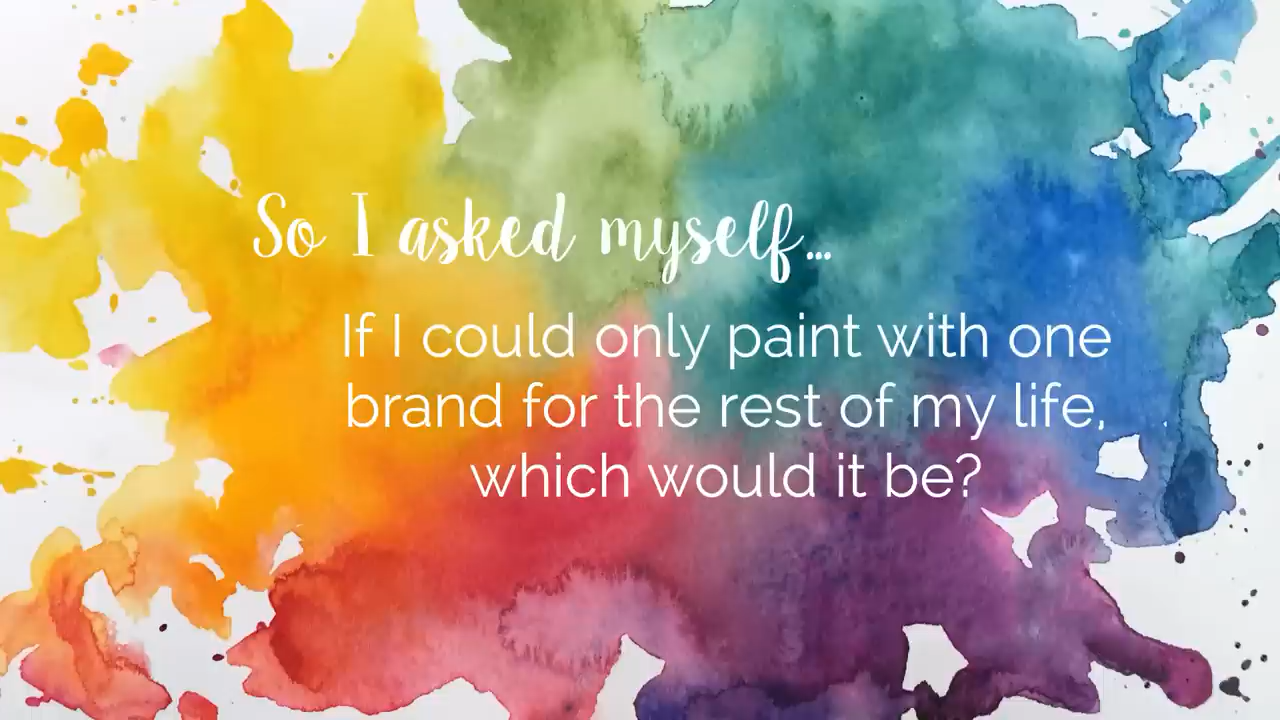 So I asked myself...
If I could only paint with one
brand for the rest of my life,
which would it be?